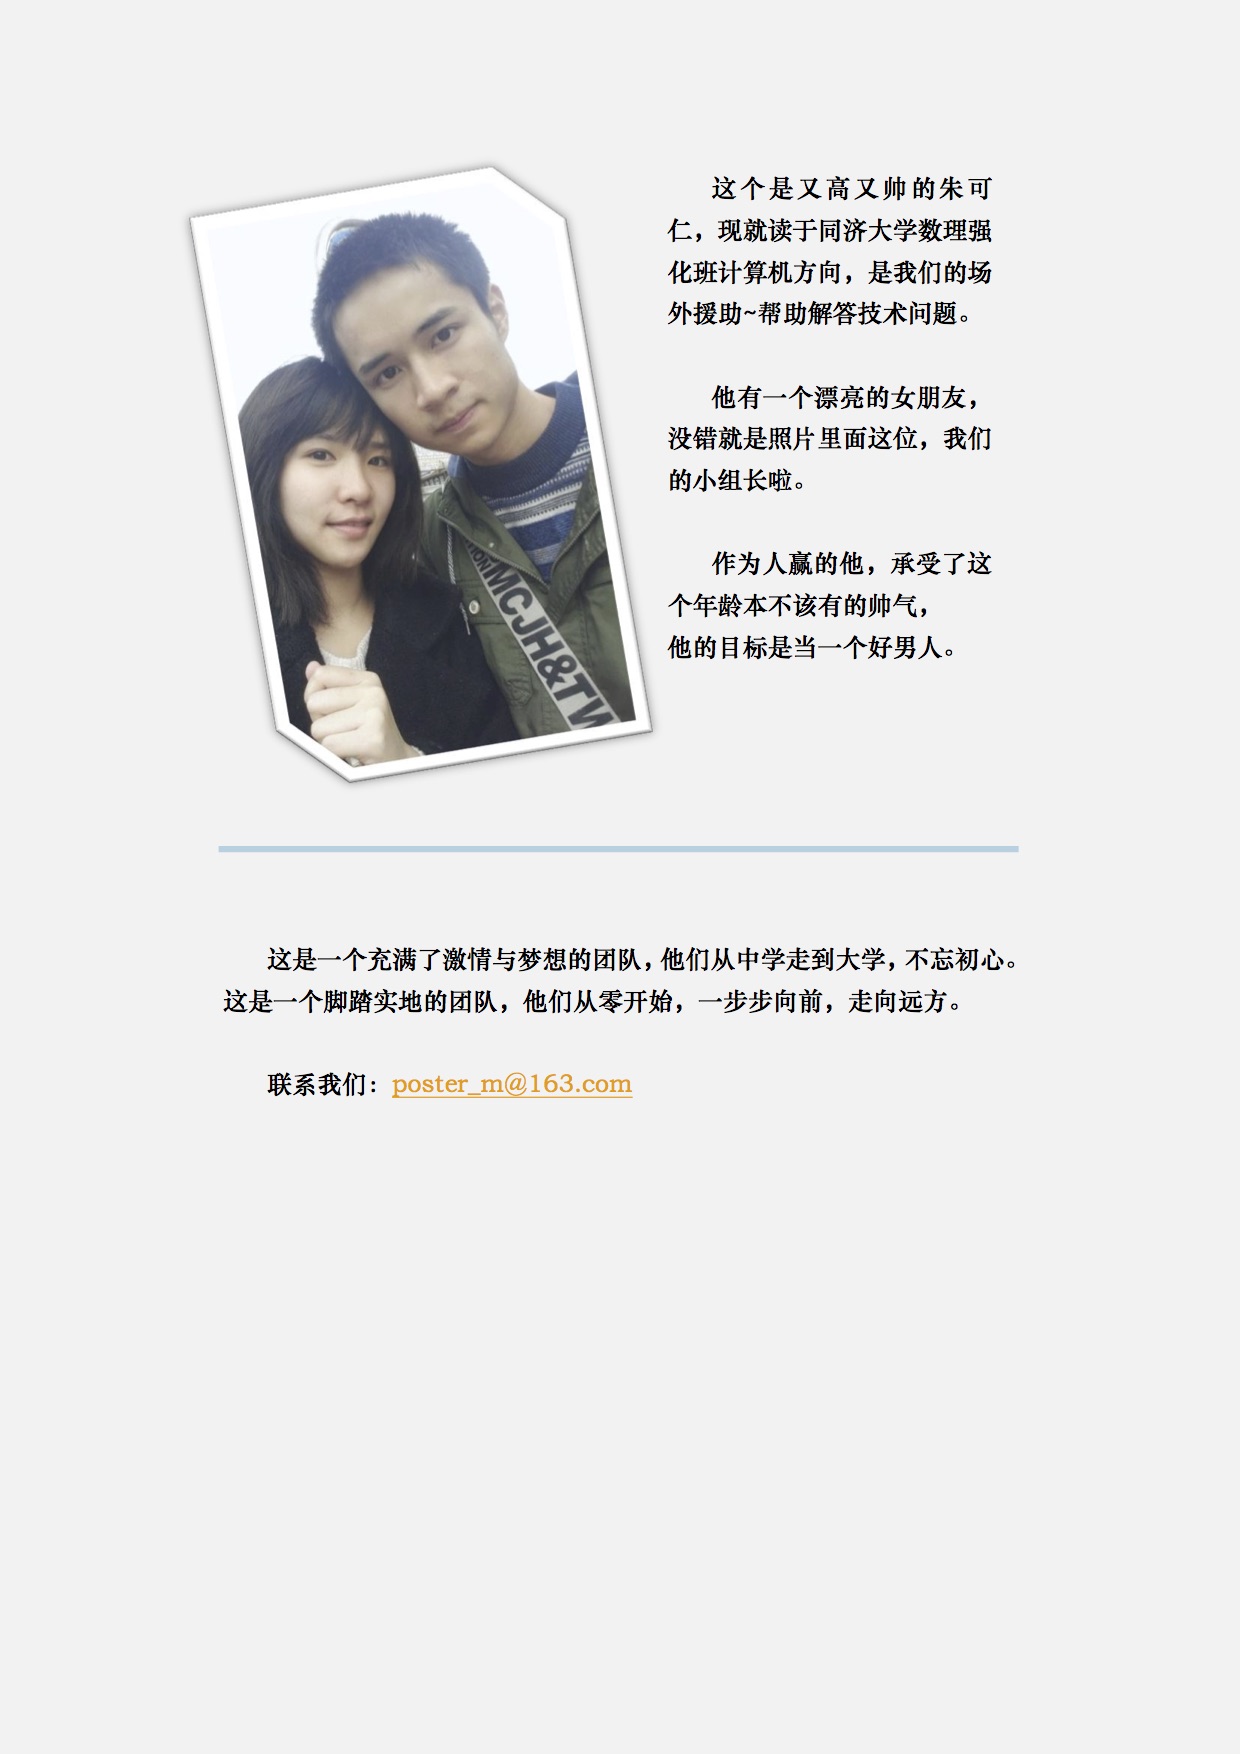 这个是又高又帅的朱可
仁，现就读于同济大学数理强
化班计算机方向，是我们的场
外援助~帮助解答技术问题。
他有一个漂亮的女朋友，
没错就是照片里面这位，我们
的小组长啦。
作为人赢的他，承受了这
个年龄本不该有的帅气，
他的目标是当一个好男人。
MCJH&TW
这是一个充满了激情与梦想的团队，他们从中学走到大学，不忘初心。
这是一个脚踏实地的团队，他们从零开始，一步步向前，走向远方。
联系我们：poster_m@163.com